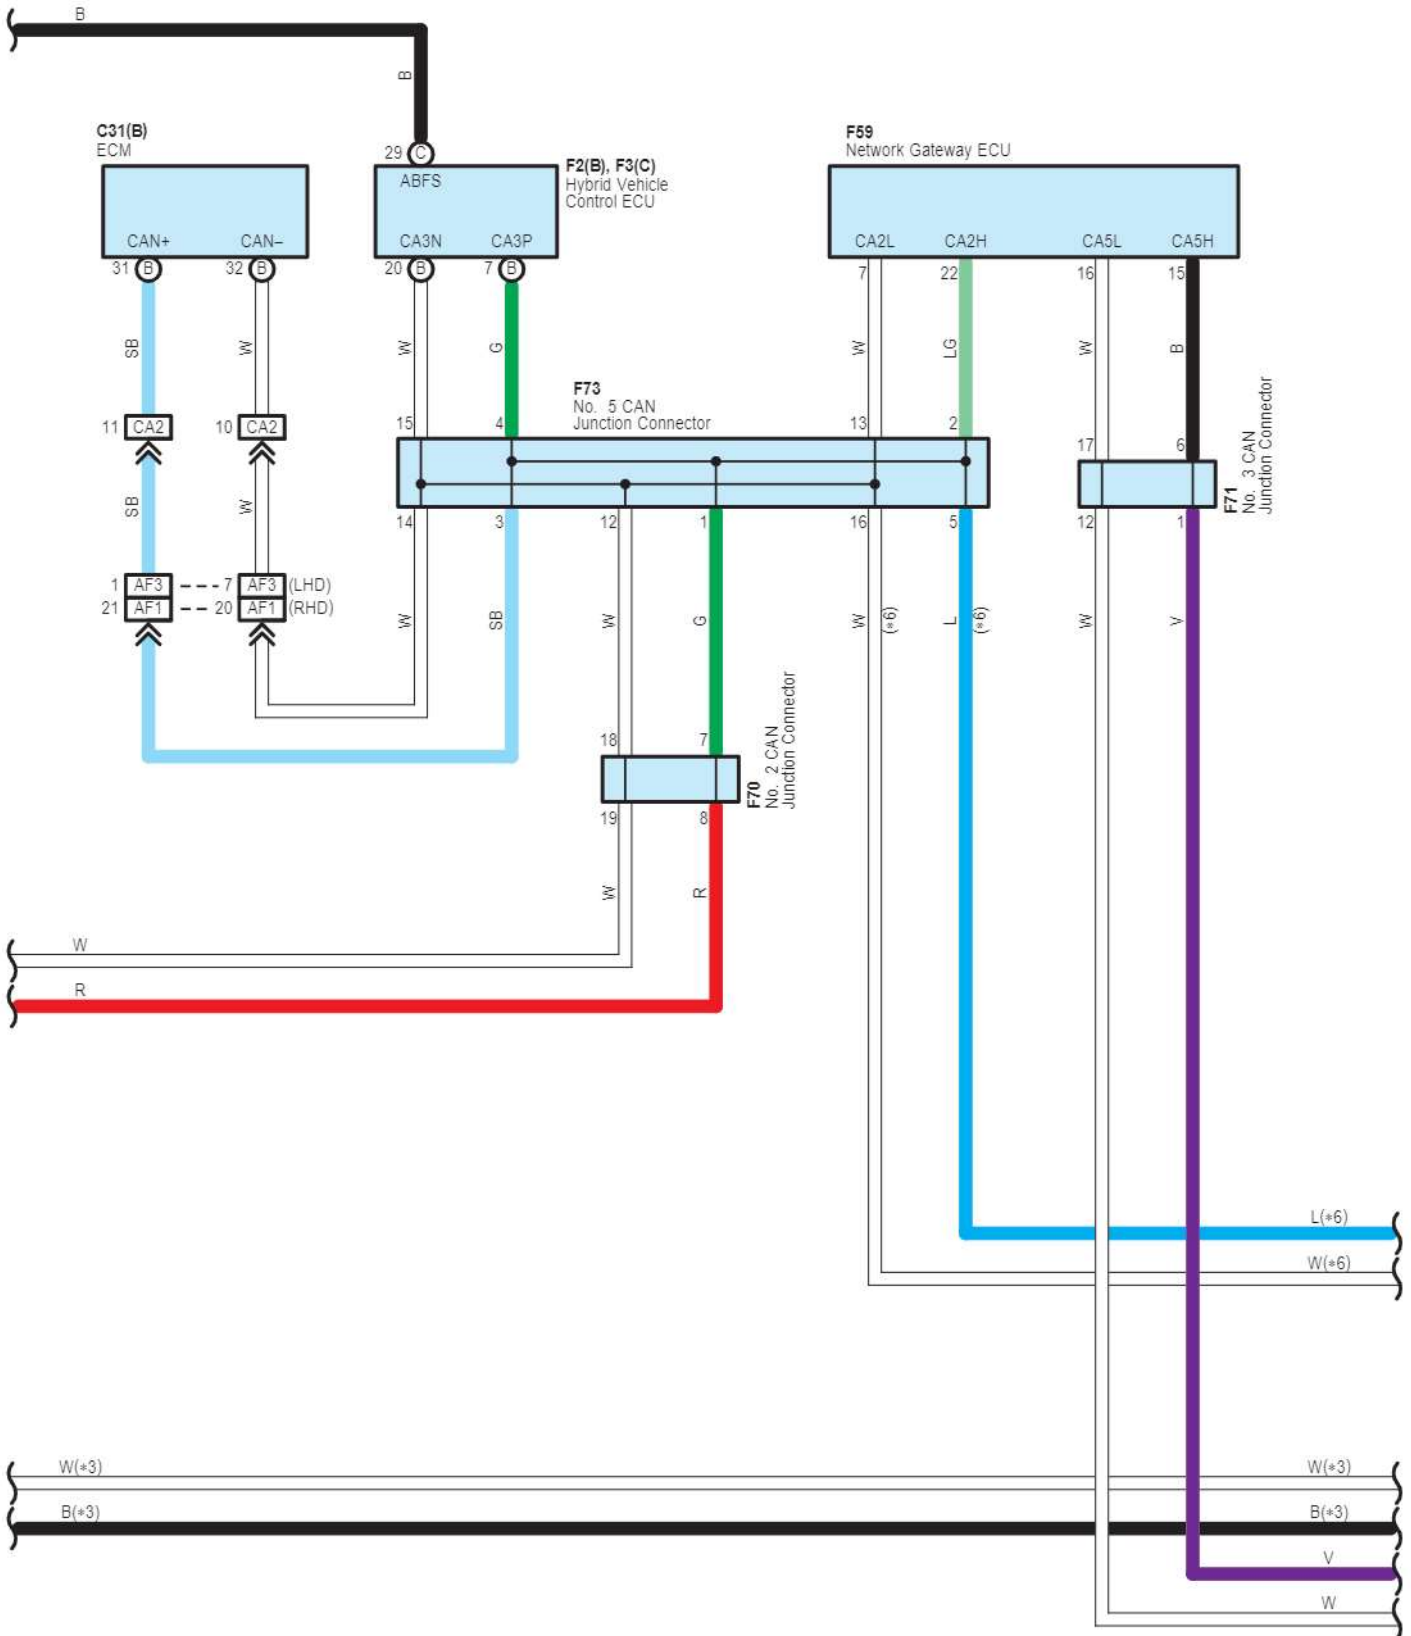 B
B
C31(B)
ECM
CAN+
CAN–
31 B
32 B
29 C
ABFS
F2(B), F3(C)
Hybrid Vehicle
Control ECU
CA3N
CA3P
20 B
7 B
F59
Network Gateway ECU
CA2L
CA2H
CA5L
CA5H
7
22
16
15
SB
W
W
G
W
LG
W
B
F73
No. 5 CAN
Junction Connector
11 CA2
10 CA2
15
4
13
2
17
6
F71
No. 3 CAN
Junction Connector
SB
W
14
3
12
1
16
5
12
1
1 AF3
7 AF3 (LHD)
21 AF1
20 AF1 (RHD)
W
SB
W
G
W
(*6)
L
(*6)
W
V
18
7
F70
No. 2 CAN
Junction Connector
19
8
W
R
W
R
L(*6)
W(*6)
W(*3)
W(*3)
B(*3)
B(*3)
V
W